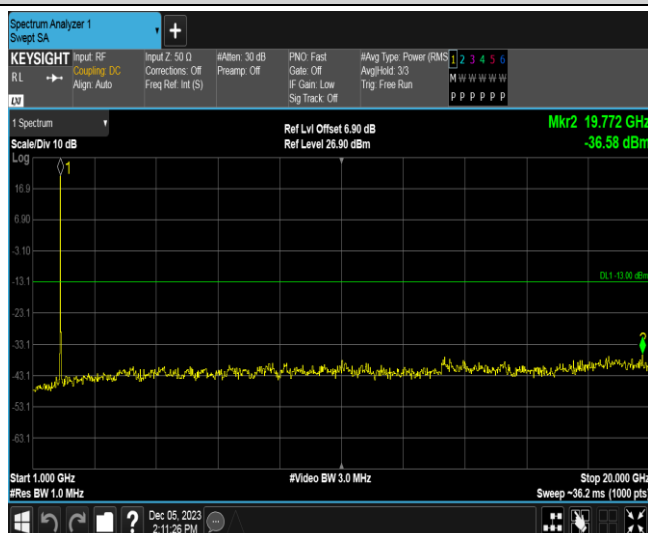 Spectrum Analyzer 1
Swept SA
+
KEYSIGHT
RL
LXI
Input: RF
Coupling: DC
Align: Auto
Input Z: 50 Ω
Corrections: Off
Freq Ref: Int (S)
#Atten: 30 dB
Preamp: Off
PNO: Fast
Gate: Off
IF Gain: Low
Sig Track: Off
#Avg Type: Power (RMS
Avg|Hold: 3/3
Trig: Free Run
1 2 3 4 5 6
M W W W W W
P P P P P P
1 Spectrum
Scale/Div 10 dB
Ref Lvl Offset 6.90 dB
Ref Level 26.90 dBm
Mkr2 19.772 GHz
-36.58 dBm
Log
1
16.9
6.90
-3.10
-13.1
DL1 -13.00 dBm
-23.1
-33.1
2
-43.1
-53.1
-63.1
Start 1.000 GHz
#Res BW 1.0 MHz
#Video BW 3.0 MHz
Stop 20.000 GHz
Sweep ~36.2 ms (1000 pts)
?
Dec 05, 2023
2:11:26 PM